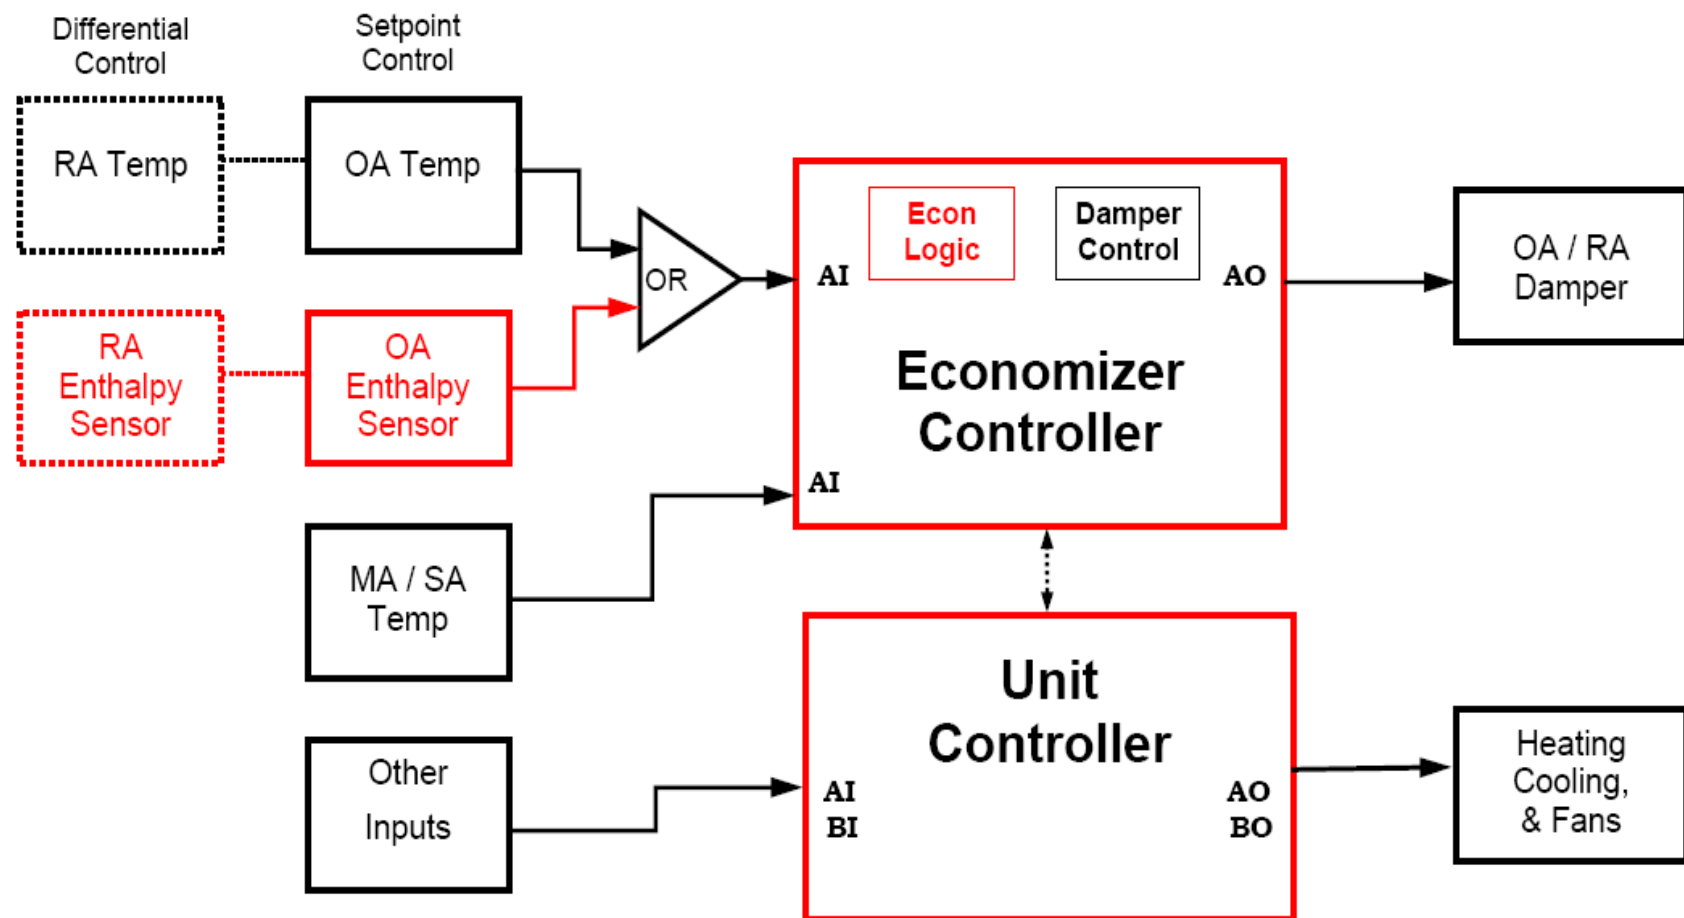 Differential
Control
Setpoint
Control
RA Temp
OA Temp
RA
Enthalpy
Sensor
OA
Enthalpy
Sensor
OR
MA / SA
Temp
Other
Inputs
AI
Econ
Logic
Damper
Control
AO
Economizer
Controller
AI
Unit
Controller
AI
BI
AO
BO
OA / RA
Damper
Heating
Cooling,
& Fans